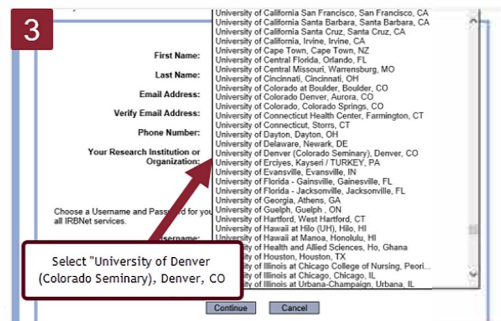 3
University of California San Francisco, San Francisco, CA
University of California Santa Barbara, Santa Barbara, CA
University of California Santa Cruz, Santa Cruz, CA
University of California, Irvine, Irvine, CA
University of Cape Town, Cape Town, NZ
First Name:
University of Central Florida, Orlando, FL
University of Central Missouri, Warrensburg, MO
Last Name:
University of Cincinnati, Cincinnati, OH
University of Colorado at Boulder, Boulder, CO
Email Address:
University of Colorado Denver, Aurora, CO
University of Colorado, Colorado Springs, CO
Verify Email Address:
University of Connecticut Health Center, Farmington, CT
University of Connecticut, Storrs, CT
Phone Number:
University of Dayton, Dayton, OH
University of Delaware, Newark, DE
Your Research Institution or
University of Denver (Colorado Seminary), Denver, CO
Organization:
University of Erciyes, Kayseri / TURKEY, PA
University of Evansville, Evansville, IN
University of Florida - Gainsville, Gainesville, FL
University of Florida - Jacksonville, Jacksonville, FL
University of Georgia, Athens, GA
Choose a Username and Password for you
University of Guelph, Guelph , ON
all IRBNet services.
University of Hartford, West Hartford, CT
University of Hawaii at Hilo (UH), Hilo, HI
sername:
University of Hawaii at Manoa, Honolulu, HI
University of Health and Allied Sciences, Ho, Ghana
University of Houston, Houston, TX
University of Illinois at Chicago College of Nursing, Peori...
of Illinois at Chicago, Chicago, IL
of Illinois at Urbana-Champaign, Urbana, IL
Select "University of Denver
(Colorado Seminary), Denver, CO
Continue
Cancel